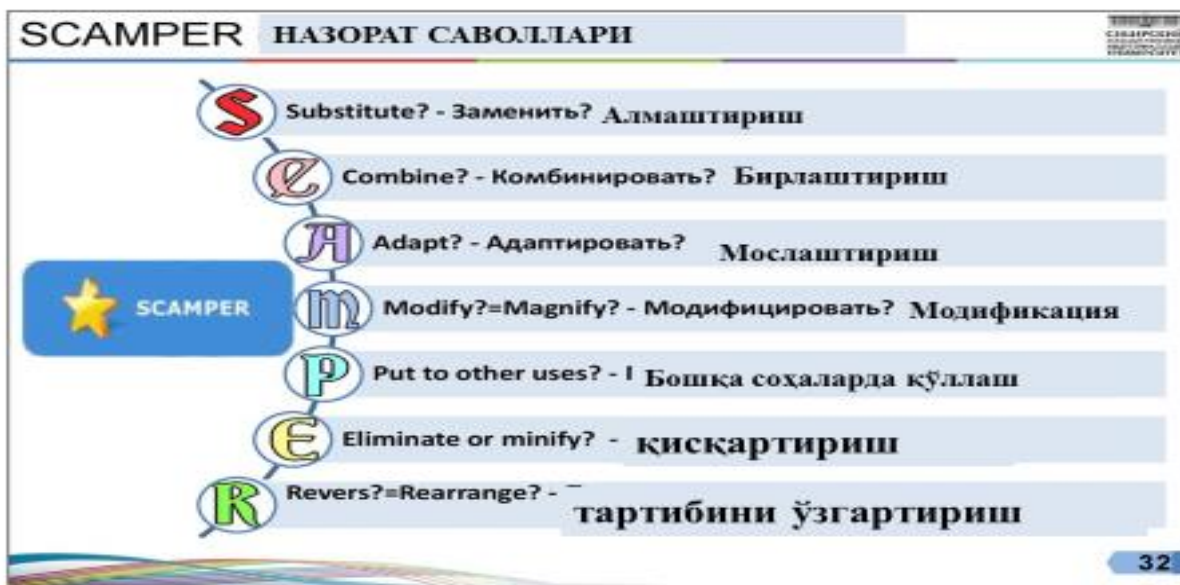 SCAMPER НАЗОРАТ САВОЛЛАРИ
СИБИРСКИЙ
S Substitute? - Заменить? Алмаштириш
C Combine? - Комбинировать? Бирлаштириш
A Adapt? - Адаптировать? Мослаштириш
SCAMPER
m Modify?=Magnify? - Модифицировать? Модификация
P Put to other uses? - Бошқа соҳаларда қўллаш
E Eliminate or minify? - қисқартириш
R Revers?=Rearrange? - тартибини ўзгартириш
32